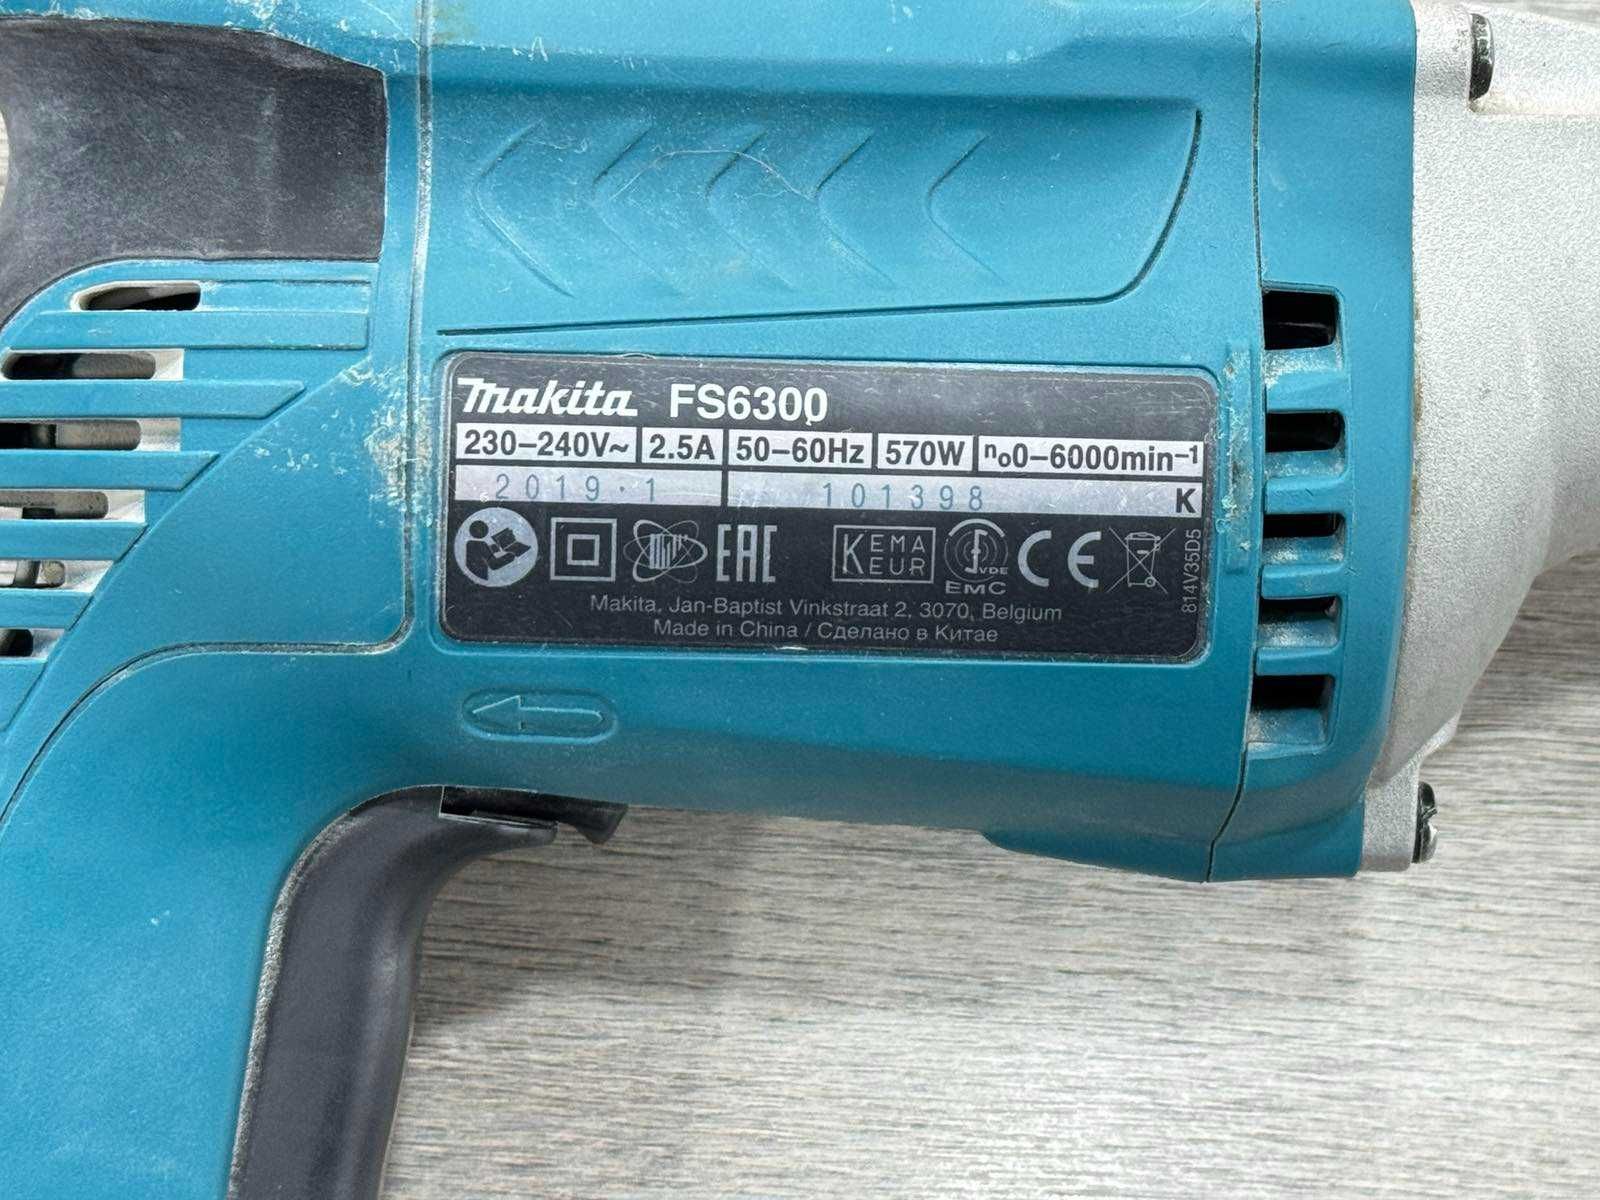 makita FS6300
230–240V~ 2.5A 50–60Hz 570W n₀0–6000min⁻¹
2019.1 101398 K
EAC KEMA KEUR VDE EMC CE
Makita, Jan-Baptist Vinkstraat 2, 3070, Belgium
Made in China / Сделано в Китае
814V35D5